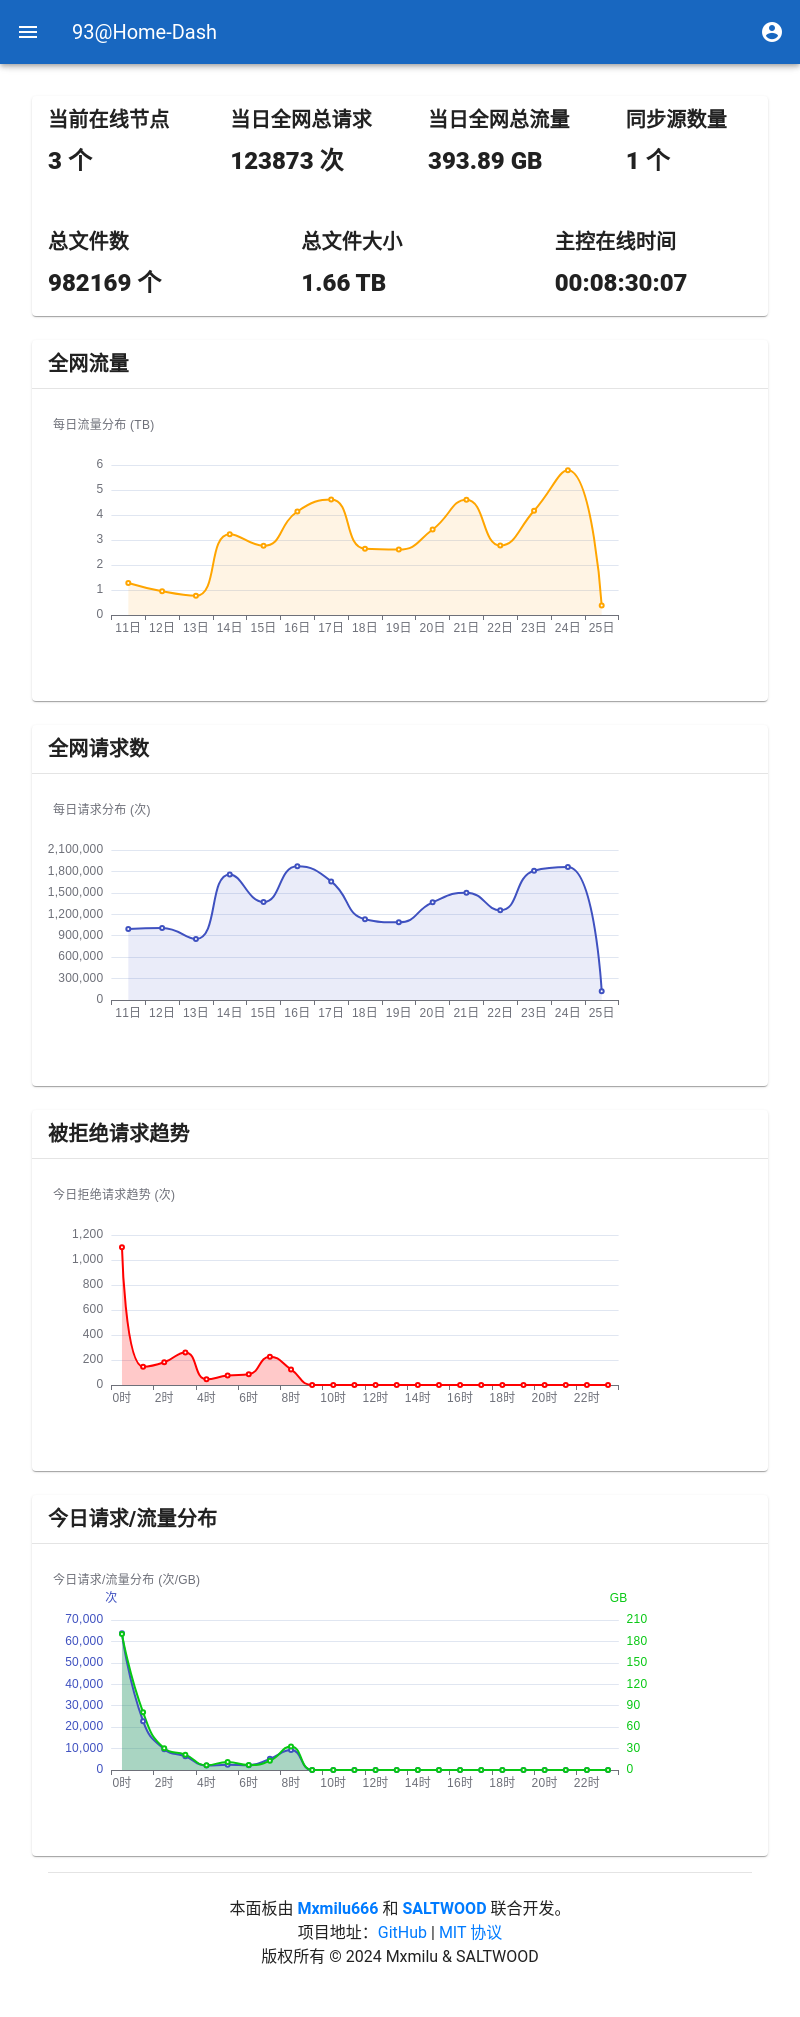 93@Home-Dash
当前在线节点 当日全网总请求 当日全网总流量 同步源数量
3 个 123873 次 393.89 GB 1 个
总文件数 总文件大小 主控在线时间
982169 个 1.66 TB 00:08:30:07
全网流量
每日流量分布 (TB)
6
5
4
3
2
1
0
11日 12日 13日 14日 15日 16日 17日 18日 19日 20日 21日 22日 23日 24日 25日
全网请求数
每日请求分布 (次)
2,100,000
1,800,000
1,500,000
1,200,000
900,000
600,000
300,000
0
11日 12日 13日 14日 15日 16日 17日 18日 19日 20日 21日 22日 23日 24日 25日
被拒绝请求趋势
今日拒绝请求趋势 (次)
1,200
1,000
800
600
400
200
0
0时 2时 4时 6时 8时 10时 12时 14时 16时 18时 20时 22时
今日请求/流量分布
今日请求/流量分布 (次/GB)
次 GB
70,000 210
60,000 180
50,000 150
40,000 120
30,000 90
20,000 60
10,000 30
0 0
0时 2时 4时 6时 8时 10时 12时 14时 16时 18时 20时 22时
本面板由 Mxmilu666 和 SALTWOOD 联合开发。
项目地址：GitHub | MIT 协议
版权所有 © 2024 Mxmilu & SALTWOOD